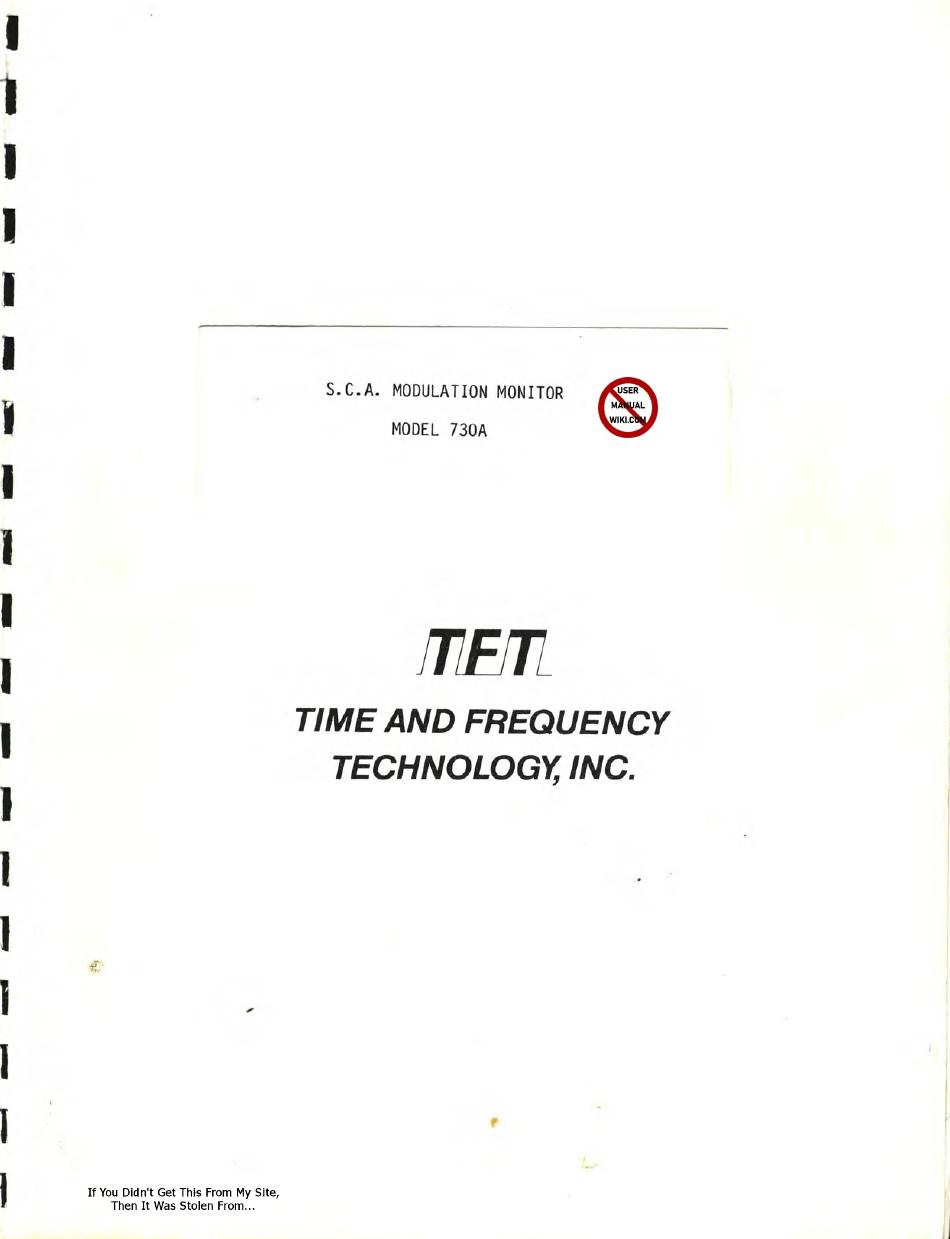 S.C.A. MODULATION MONITOR
MODEL 730A
USER
MANUAL
WIKI.COM
TFT
TIME AND FREQUENCY
TECHNOLOGY, INC.
If You Didn't Get This From My Site,
Then It Was Stolen From...